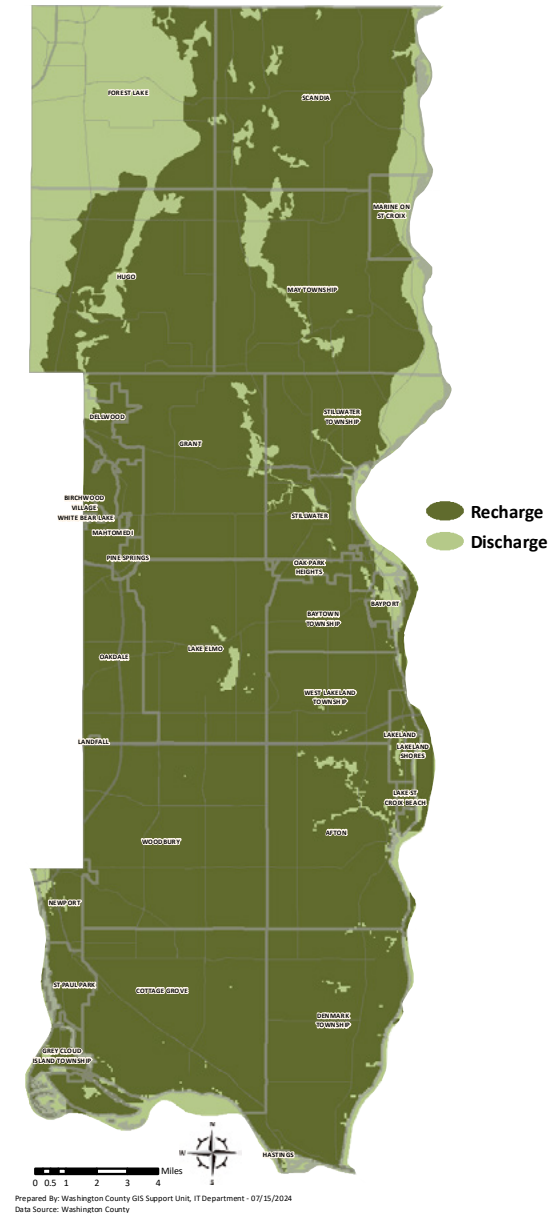 FOREST LAKE
SCANDIA
MARINE ON
ST CROIX
HUGO
MAY TOWNSHIP
DELLWOOD
STILLWATER
TOWNSHIP
GRANT
BIRCHWOOD
VILLAGE
WHITE BEAR LAKE
MAHTOMEDI
STILLWATER
Recharge
Discharge
PINE SPRINGS
OAK PARK
HEIGHTS
BAYPORT
BAYTOWN
TOWNSHIP
LAKE ELMO
OAKDALE
WEST LAKELAND
TOWNSHIP
LAKELAND
LANDFALL
LAKELAND
SHORES
LAKE ST
CROIX BEACH
AFTON
WOODBURY
NEWPORT
ST PAUL PARK
COTTAGE GROVE
DENMARK
TOWNSHIP
GREY CLOUD
ISLAND TOWNSHIP
N
W
E
S
HASTINGS
Miles
0 0.5 1 2 3 4
Prepared By: Washington County GIS Support Unit, IT Department - 07/15/2024
Data Source: Washington County